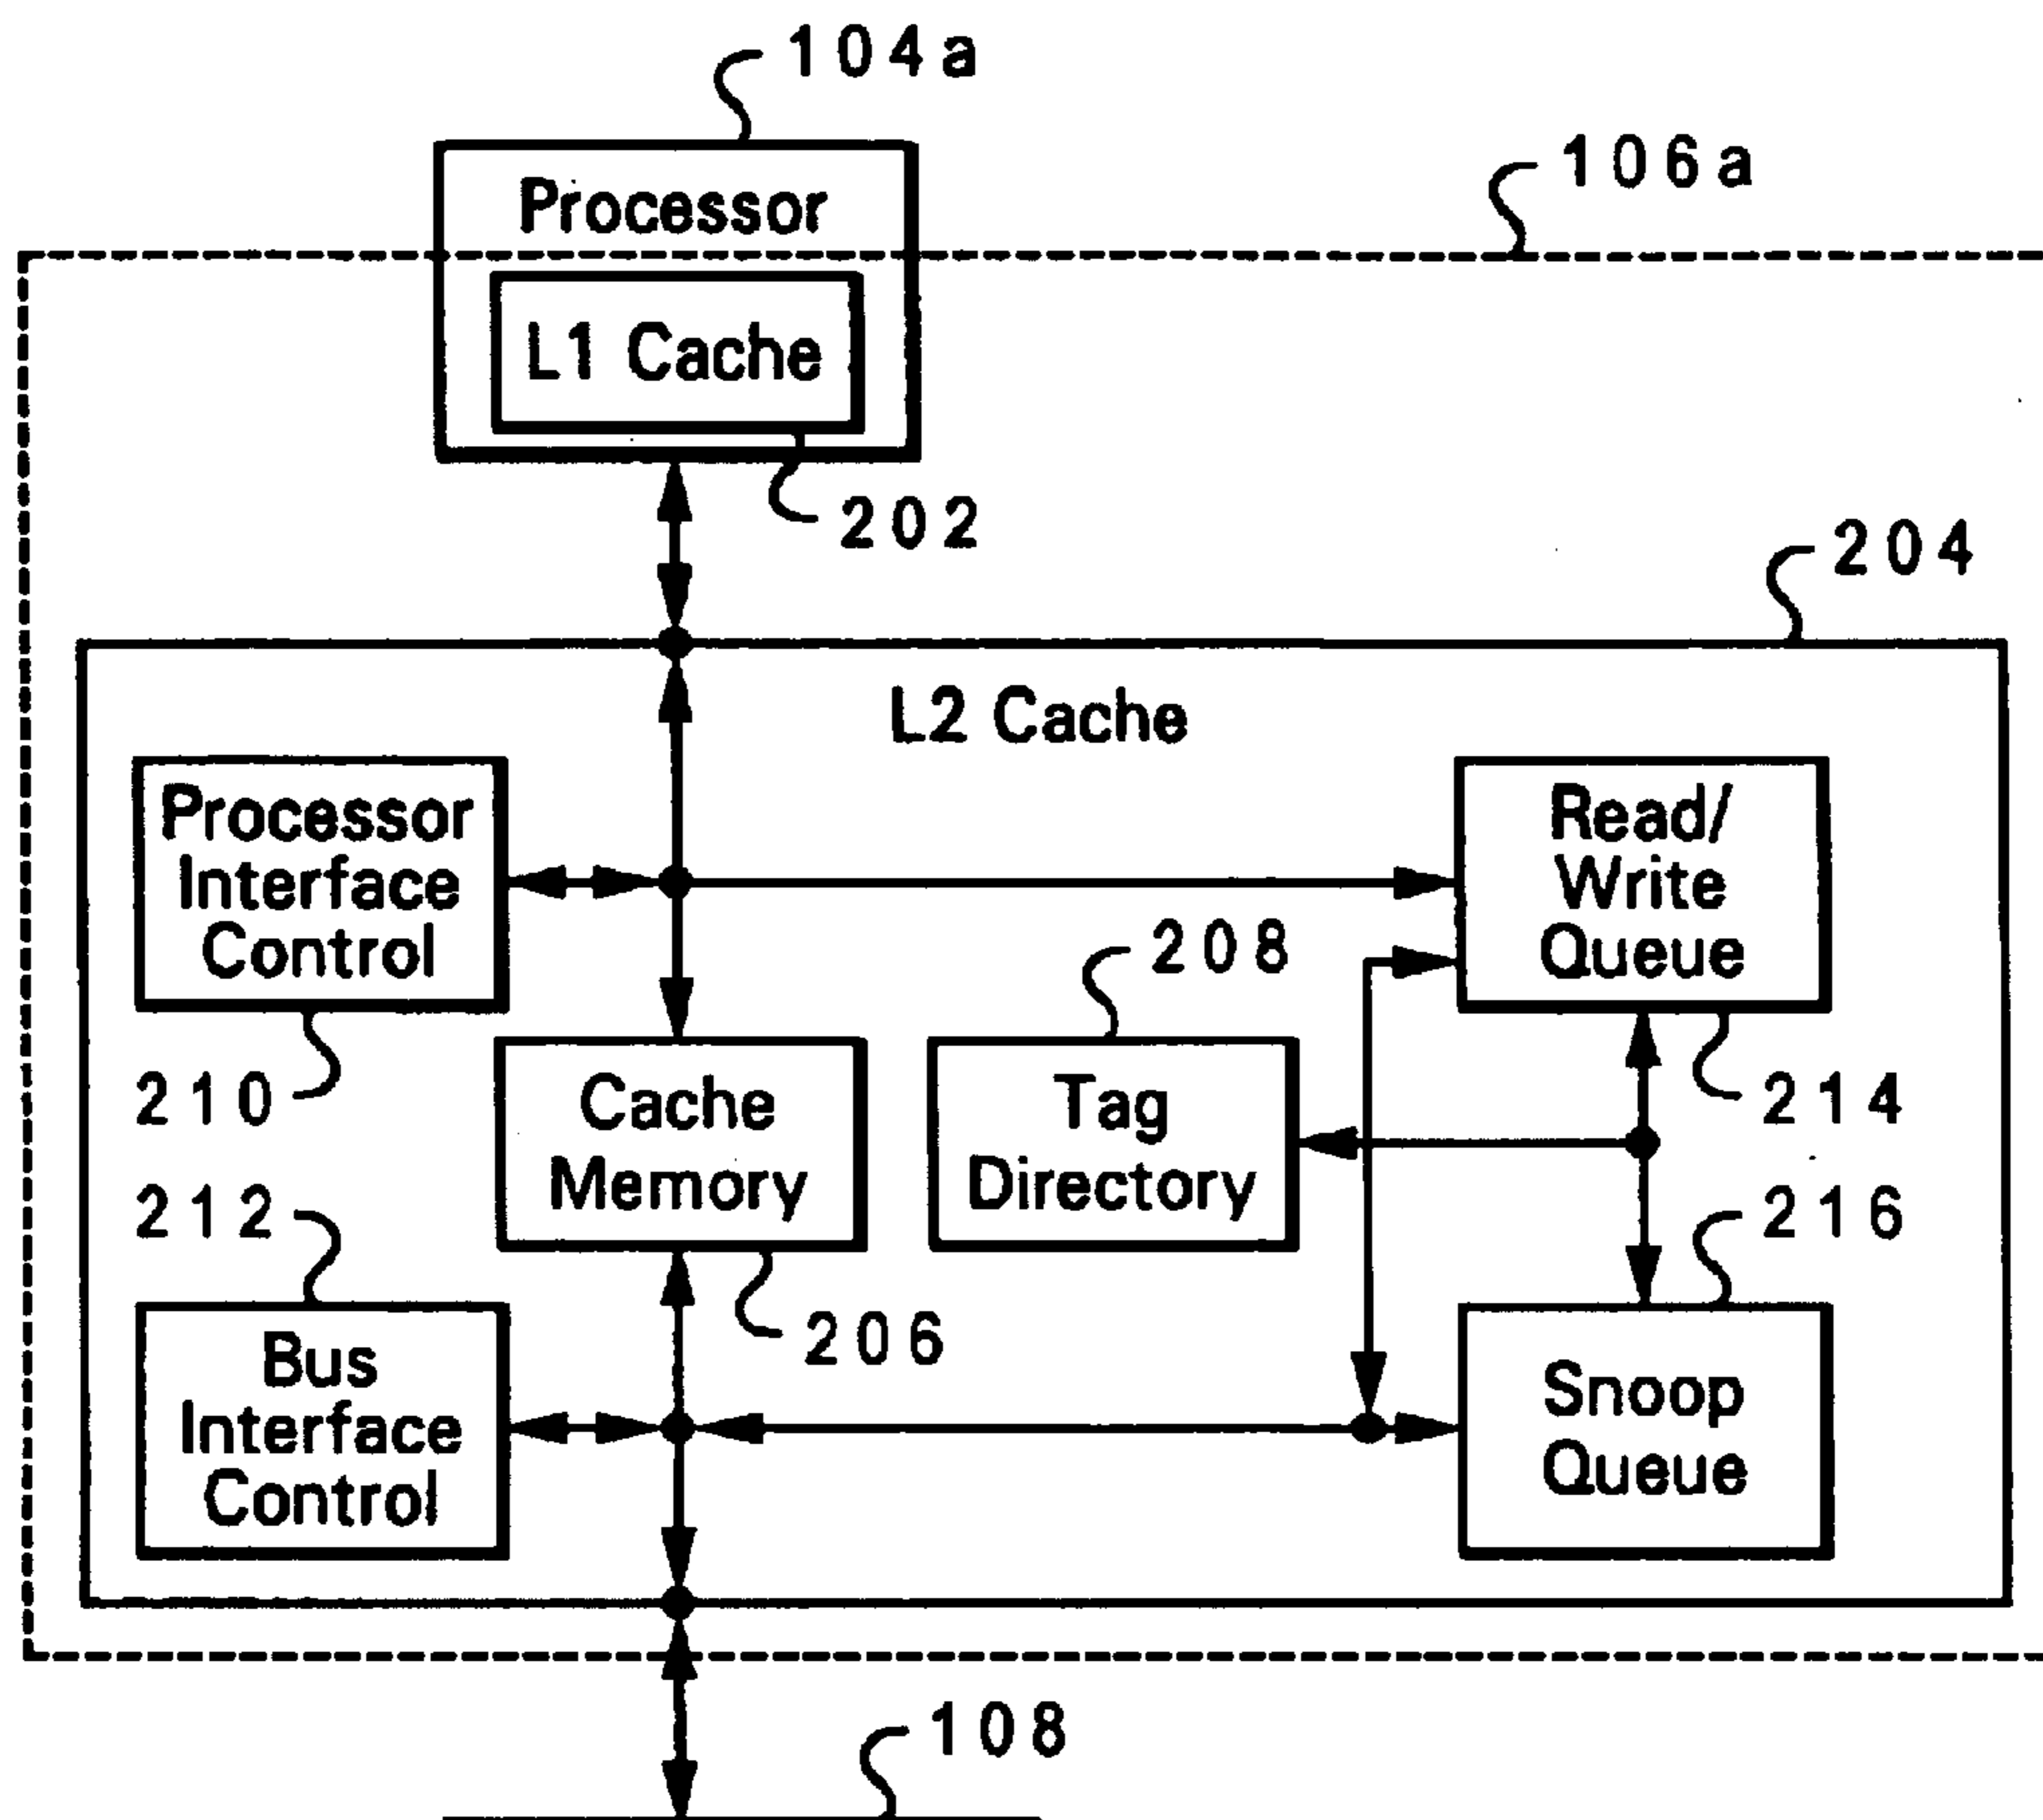 104a
106a
Processor
L1 Cache
202
204
L2 Cache
Processor
Interface
Control
Read/
Write
Queue
208
210
Cache
Memory
Tag
Directory
214
212
216
206
Bus
Interface
Control
Snoop
Queue
108